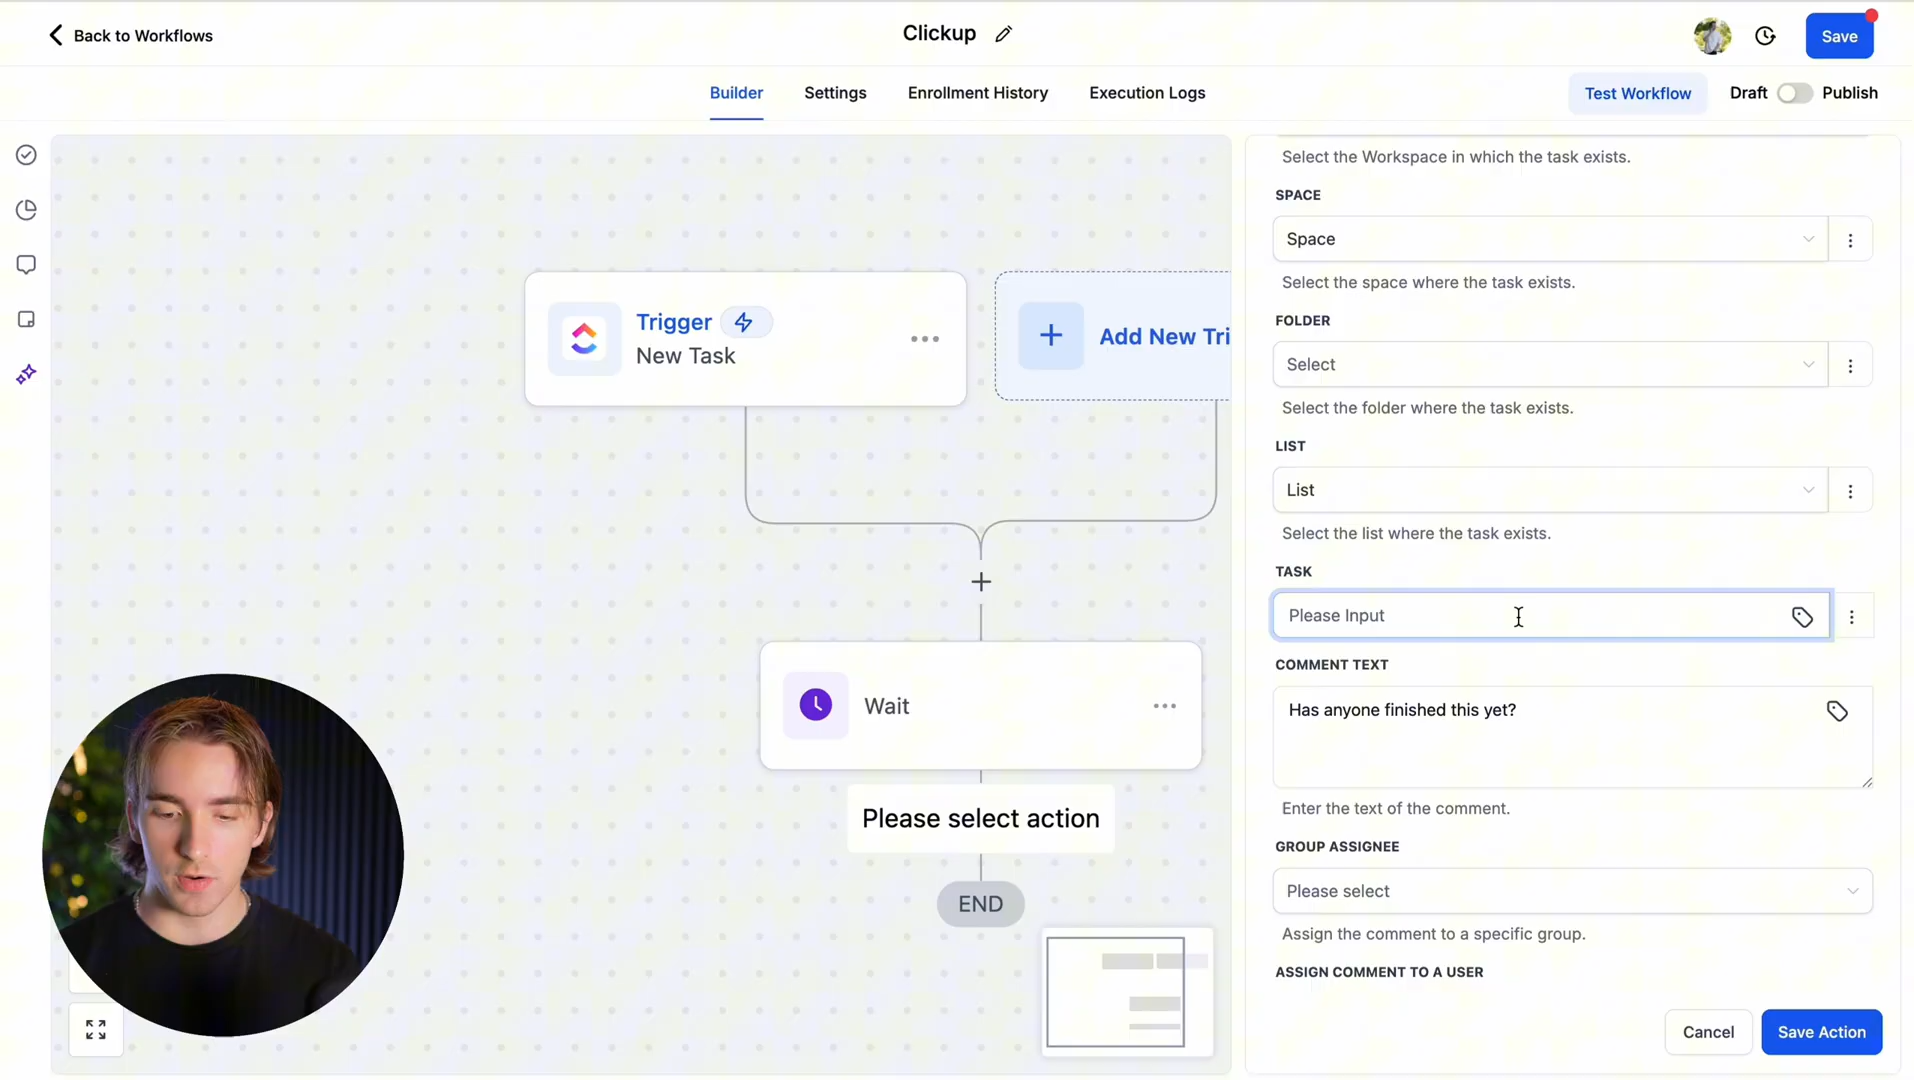 Back to Workflows
Clickup
Save
Builder
Settings
Enrollment History
Execution Logs
Test Workflow
Draft
Publish
Trigger
New Task
Add New Tri
Wait
Please select action
END
Select the Workspace in which the task exists.
SPACE
Space
Select the space where the task exists.
FOLDER
Select
Select the folder where the task exists.
LIST
List
Select the list where the task exists.
TASK
Please Input
COMMENT TEXT
Has anyone finished this yet?
Enter the text of the comment.
GROUP ASSIGNEE
Please select
Assign the comment to a specific group.
ASSIGN COMMENT TO A USER
Cancel
Save Action